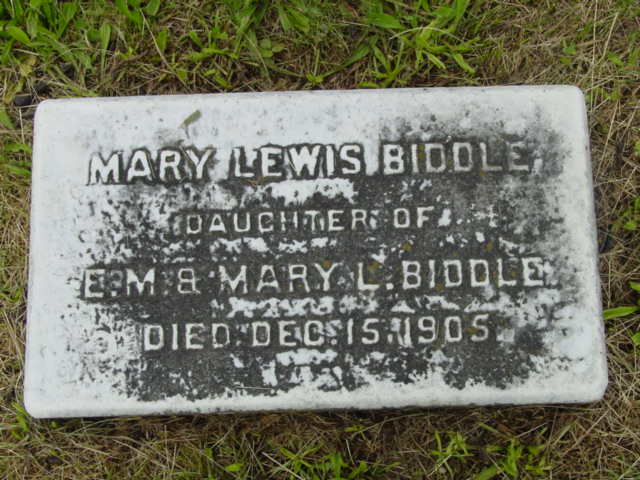 MARY LEWIS BIDDLE
DAUGHTER OF
E. M. & MARY L. BIDDLE
DIED DEC. 15, 1905.